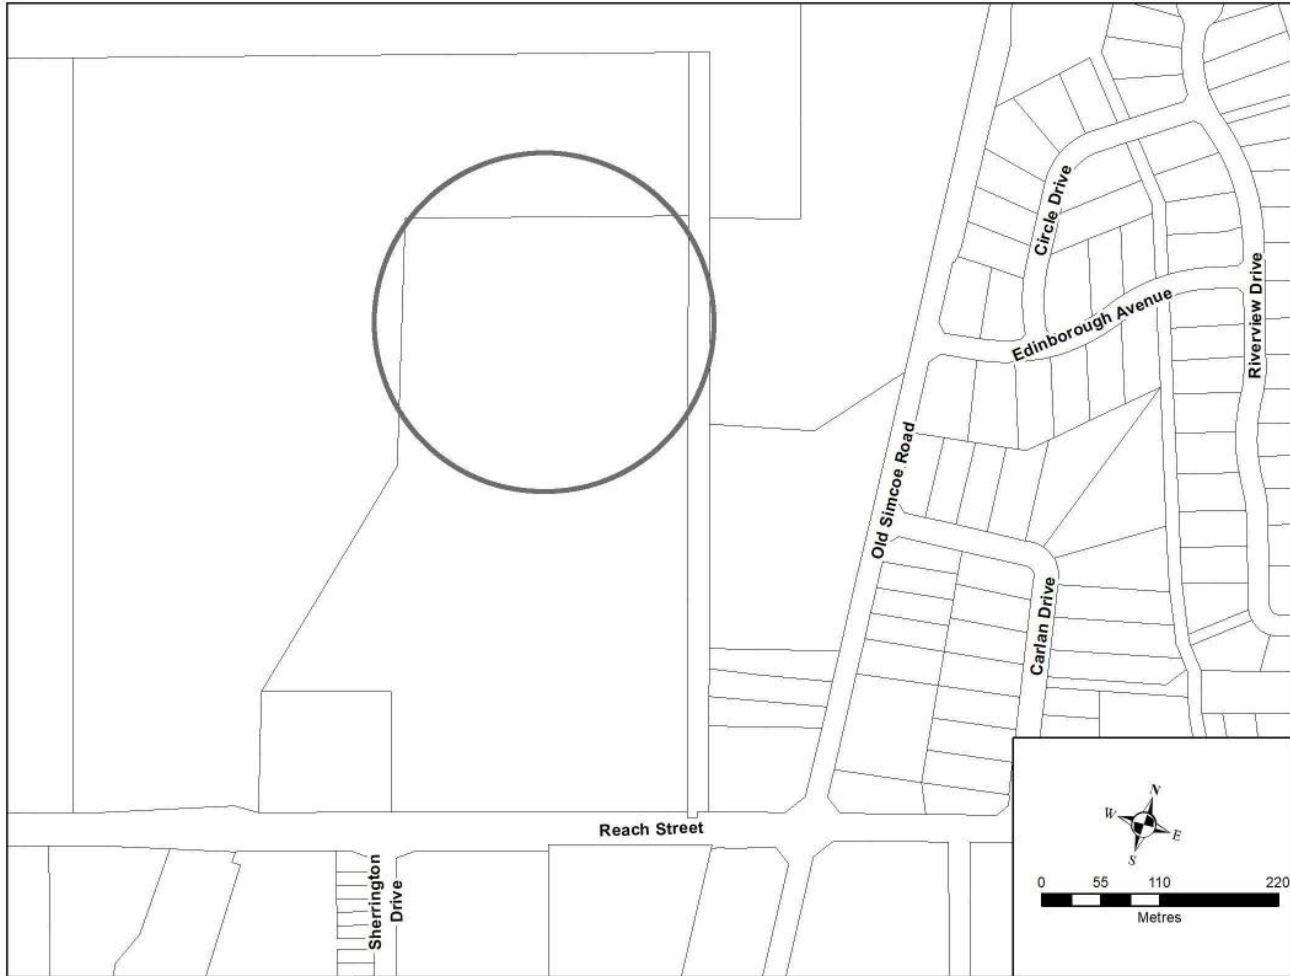 Circle Drive
Edinborough Avenue
Riverview Drive
Old Simcoe Road
Carlan Drive
Reach Street
Sherrington
Drive
N
W
E
S
0 55 110 220
Metres